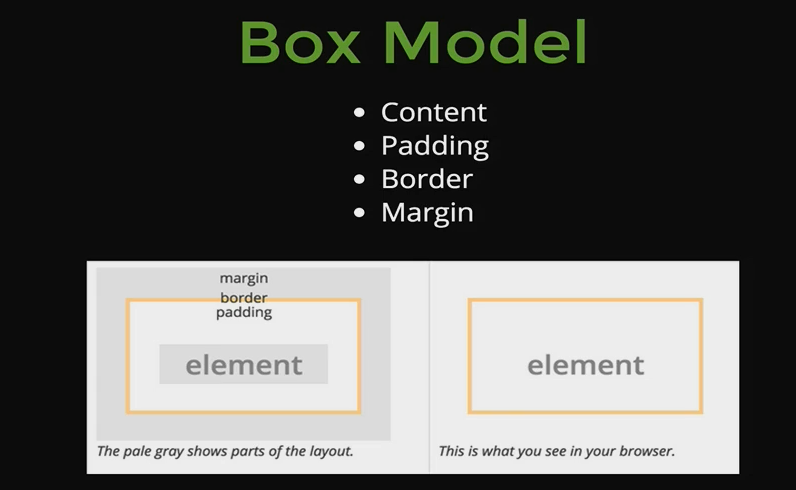 Box Model
Content
Padding
Border
Margin
margin
border
padding
element
The pale gray shows parts of the layout.
element
This is what you see in your browser.